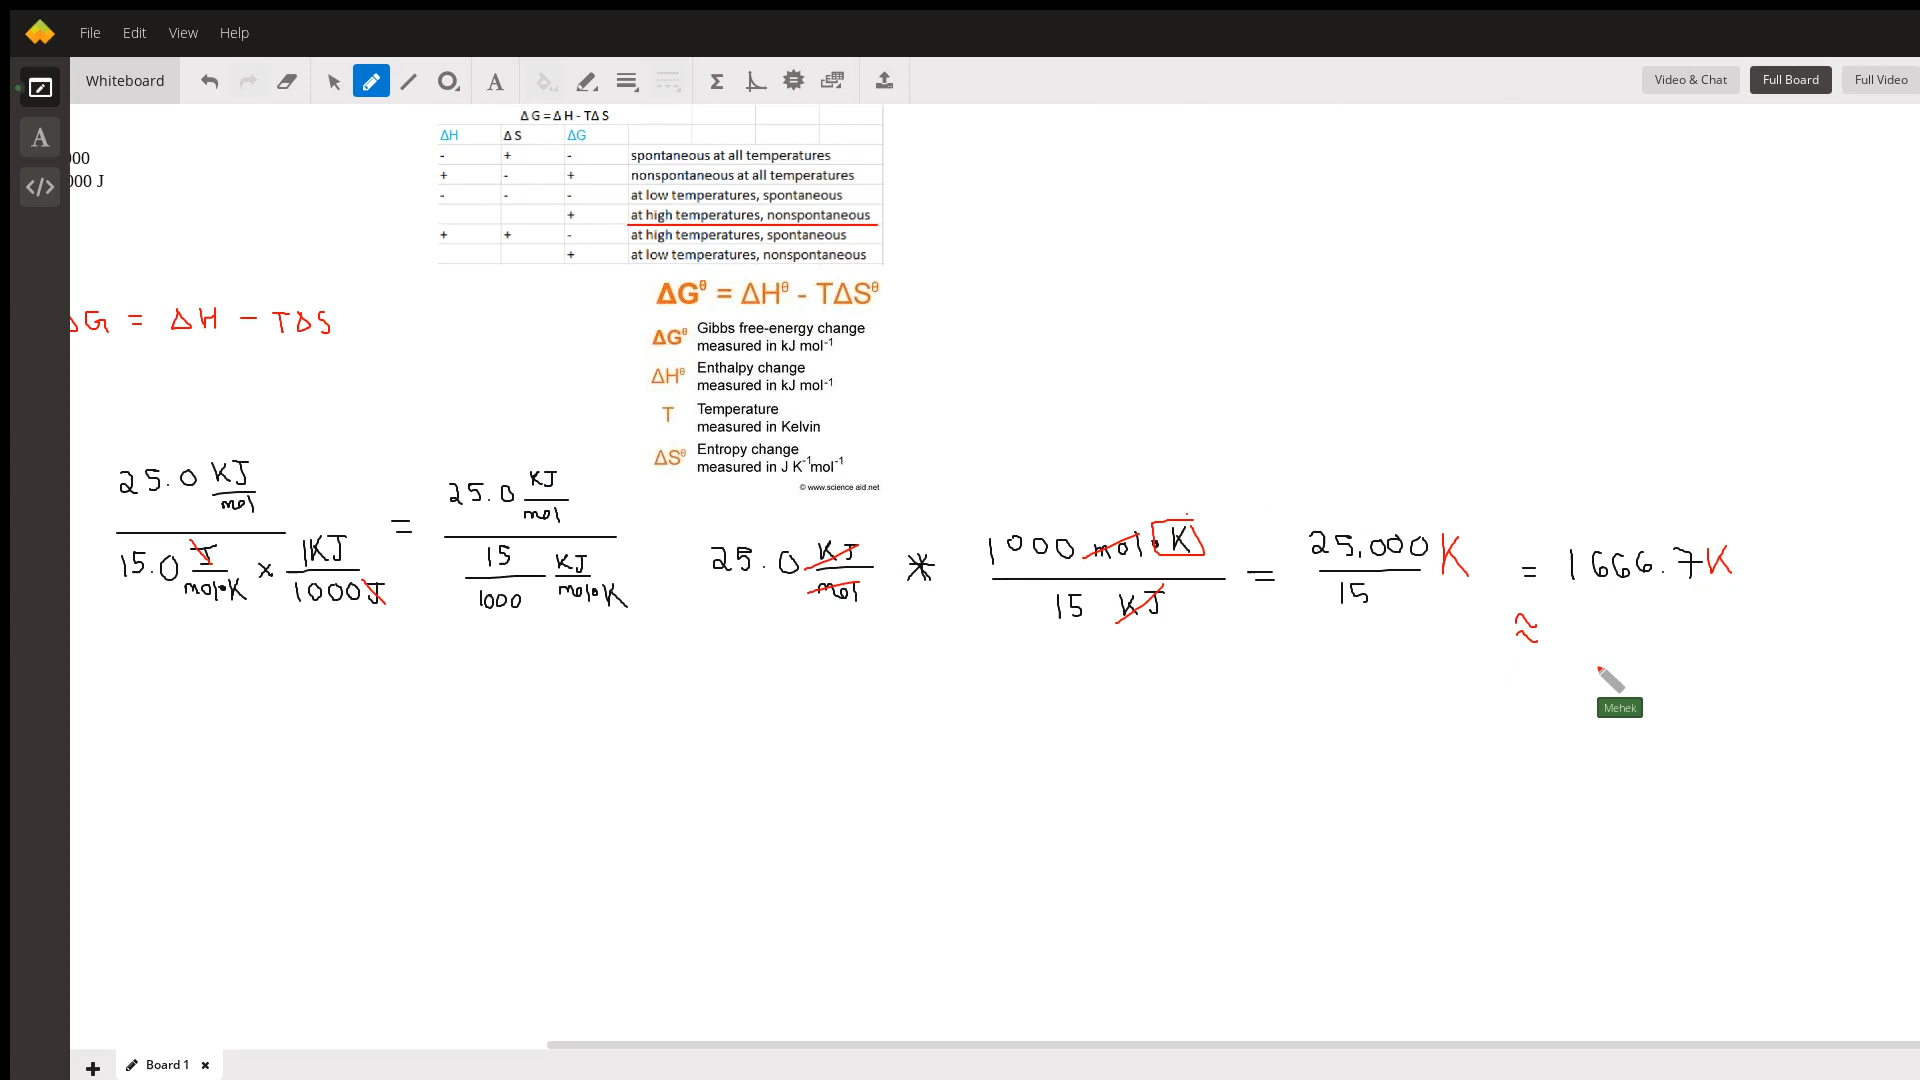 File Edit View Help
Whiteboard
Video & Chat Full Board Full Video
ΔG=ΔH-TΔS
ΔH ΔS ΔG
- + - spontaneous at all temperatures
+ - + nonspontaneous at all temperatures
- - - at low temperatures, spontaneous
+ at high temperatures, nonspontaneous
+ + - at high temperatures, spontaneous
+ at low temperatures, nonspontaneous
000
000 J
ΔG = ΔH - TΔS
ΔG^θ = ΔH^θ - TΔS^θ
ΔG^θ Gibbs free-energy change
measured in kJ mol⁻¹
ΔH^θ Enthalpy change
measured in kJ mol⁻¹
T Temperature
measured in Kelvin
ΔS^θ Entropy change
measured in J K⁻¹mol⁻¹
© www.science aid.net
25.0 KJ/mol
15.0 J/mol•K × 1KJ/1000J
=
25.0 KJ/mol
15/1000 KJ/mol•K
25.0 KJ/mol * 1000 mol•K / 15 KJ = 25,000 K / 15 = 1666.7K
≈
Mehek
Board 1